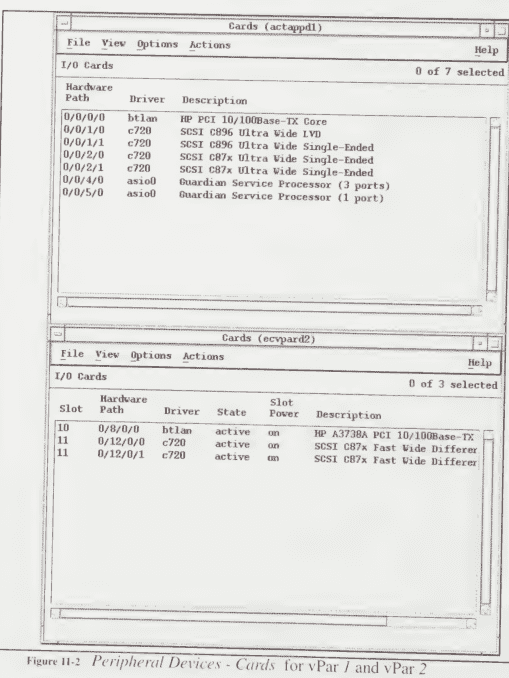 Cards (actappd1)
File View Options Actions Help
I/O Cards 0 of 7 selected
Hardware
Path Driver Description
0/0/0/0 btlan HP PCI 10/100Base-TX Core
0/0/1/0 c720 SCSI C896 Ultra Wide LVD
0/0/1/1 c720 SCSI C896 Ultra Wide Single-Ended
0/0/2/0 c720 SCSI C87x Ultra Wide Single-Ended
0/0/2/1 c720 SCSI C87x Ultra Wide Single-Ended
0/0/4/0 asio0 Guardian Service Processor (3 ports)
0/0/5/0 asio0 Guardian Service Processor (1 port)
Cards (ecvpard2)
File View Options Actions Help
I/O Cards 0 of 3 selected
Hardware Slot
Slot Path Driver State Power Description
10 0/8/0/0 btlan active on HP A3738A PCI 10/100Base-TX
11 0/12/0/0 c720 active on SCSI C87x Fast Wide Differer
11 0/12/0/1 c720 active on SCSI C87x Fast Wide Differer
Figure 11-2 Peripheral Devices - Cards for vPar 1 and vPar 2